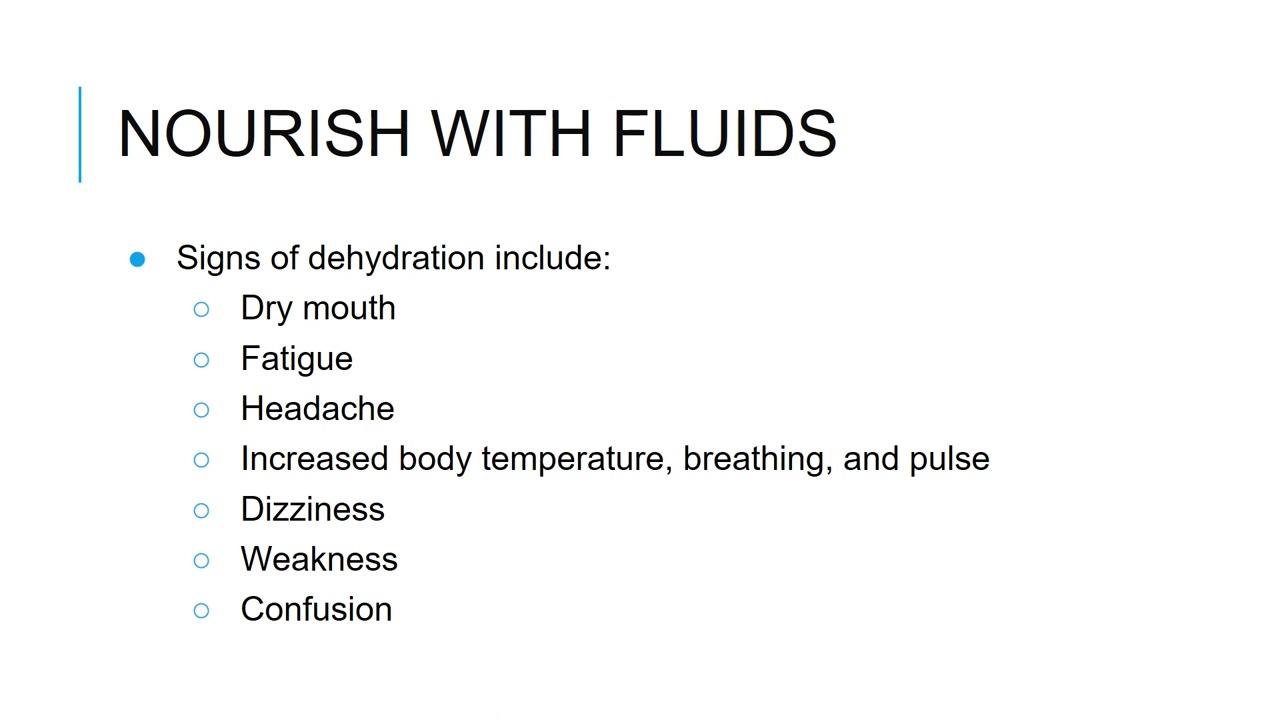 NOURISH WITH FLUIDS
● Signs of dehydration include:
○ Dry mouth
○ Fatigue
○ Headache
○ Increased body temperature, breathing, and pulse
○ Dizziness
○ Weakness
○ Confusion